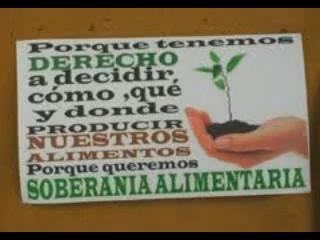 Porque tenemos
DERECHO
a decidir,
cómo ,qué
y donde
PRODUCIR
NUESTROS
ALIMENTOS
Porque queremos
SOBERANIA ALIMENTARIA